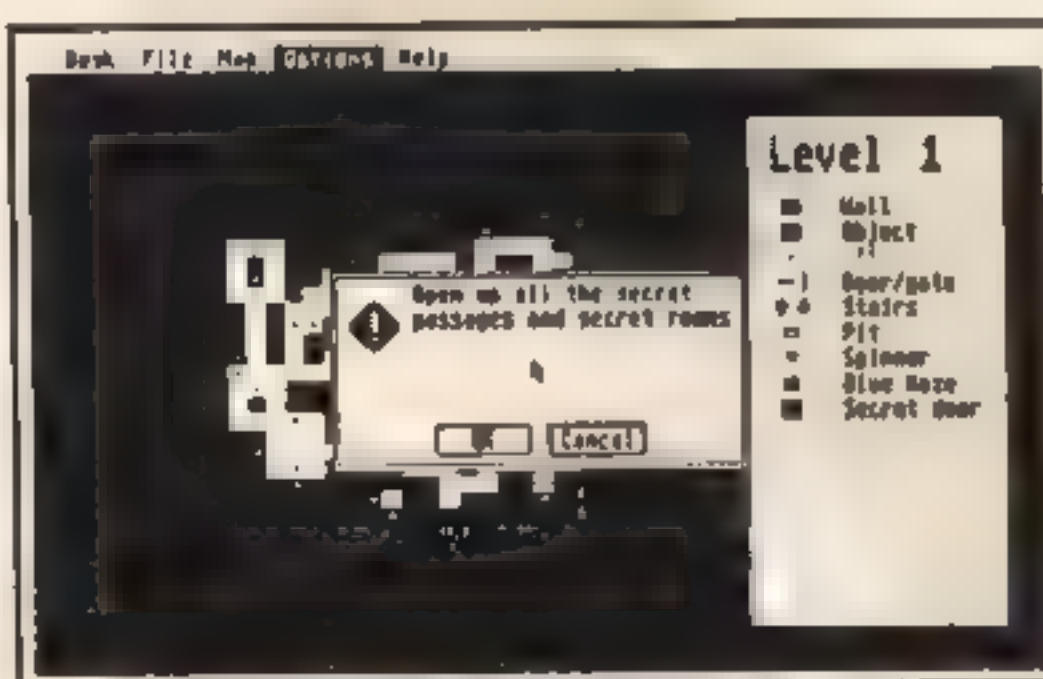 Desk File Map Options Help
Level 1
Wall
Object
Door/gate
Stairs
Pit
Spinner
Blue Haze
Secret door
Open up all the secret
passages and secret rooms
Cancel